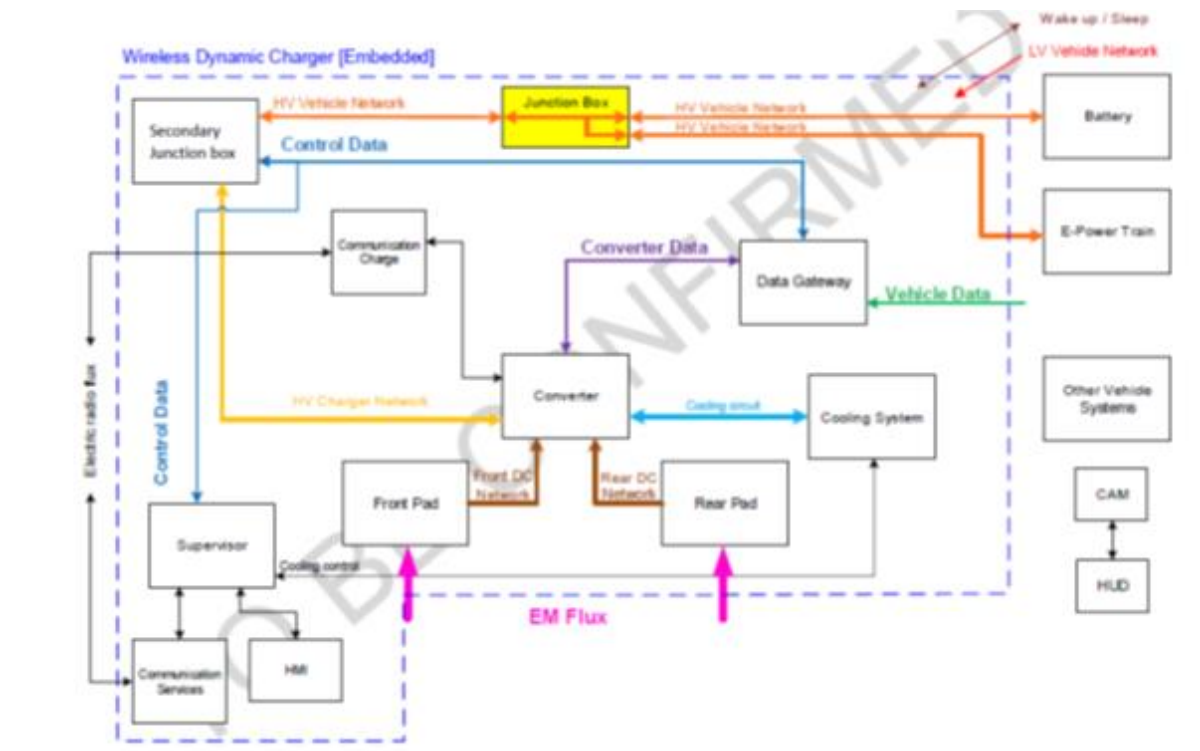 Wake up / Sleep
Wireless Dynamic Charger [Embedded]
LV Vehicle Network
HV Vehicle Network
Junction Box
HV Vehicle Network
HV Vehicle Network
Battery
Secondary
Junction box
Control Data
Communication
Charge
Converter Data
Data Gateway
E-Power Train
Vehicle Data
Electric radio flux
Control Data
HV Charger Network
Converter
Cooling circuit
Cooling System
Other Vehicle
Systems
Front Pad
Front DC
Network
Rear DC
Network
Rear Pad
CAM
Supervisor
Cooling control
HUD
EM Flux
Communication
Services
HMI
TO BE CONFIRMED